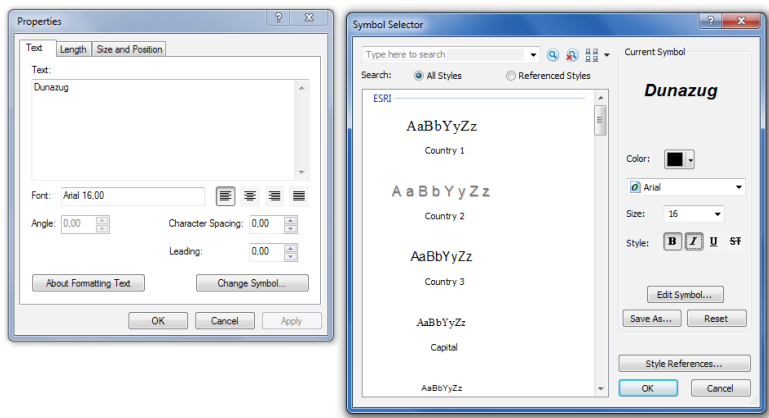 Properties
Text Length Size and Position
Text:
Dunazug
Font: Arial 16,00
Angle: 0,00 Character Spacing: 0,00
Leading: 0,00
About Formatting Text Change Symbol...
OK Cancel Apply
Symbol Selector
Type here to search
Search: All Styles Referenced Styles
ESRI
AaBbYyZz
Country 1
AaBbYyZz
Country 2
AaBbYyZz
Country 3
AaBbYyZz
Capital
AaBbYyZz
Current Symbol
Dunazug
Color:
O Arial
Size: 16
Style: B I U ST
Edit Symbol...
Save As... Reset
Style References...
OK Cancel